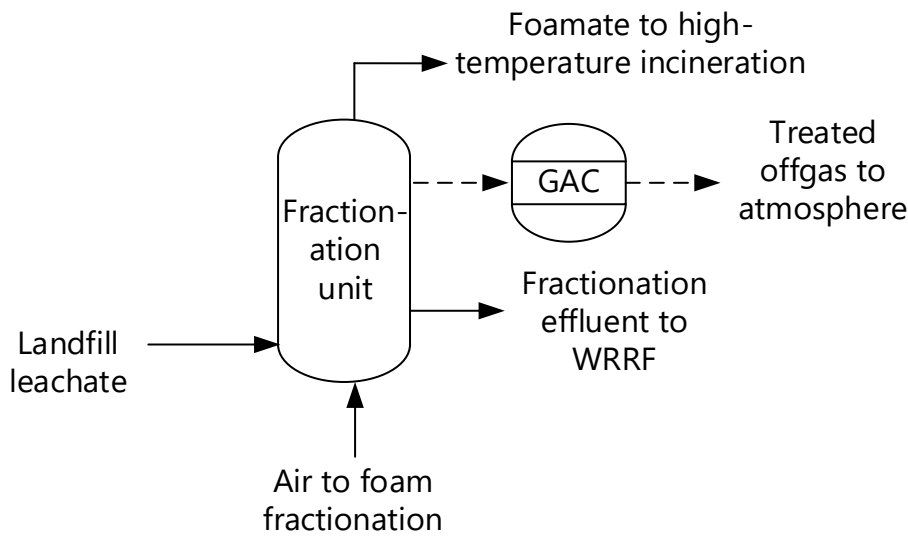 Foamate to high-
temperature incineration
GAC
Treated
offgas to
atmosphere
Fraction-
ation
unit
Fractionation
effluent to
WRRF
Landfill
leachate
Air to foam
fractionation